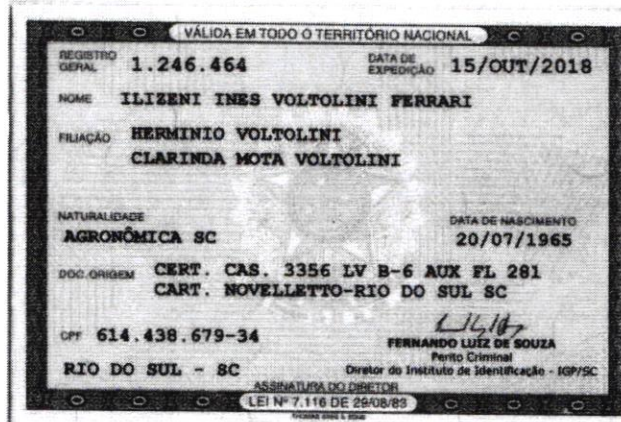 VÁLIDA EM TODO O TERRITÓRIO NACIONAL
REGISTRO GERAL 1.246.464 DATA DE EXPEDIÇÃO 15/OUT/2018
NOME ILIZENI INES VOLTOLINI FERRARI
FILIAÇÃO HERMINIO VOLTOLINI
CLARINDA MOTA VOLTOLINI
NATURALIDADE DATA DE NASCIMENTO
AGRONÔMICA SC 20/07/1965
DOC. ORIGEM CERT. CAS. 3356 LV B-6 AUX FL 281
CART. NOVELLETTO-RIO DO SUL SC
CPF 614.438.679-34
FERNANDO LUIZ DE SOUZA
Perito Criminal
RIO DO SUL - SC Diretor do Instituto de Identificação - IGP/SC
ASSINATURA DO DIRETOR
LEI Nº 7.116 DE 29/08/83